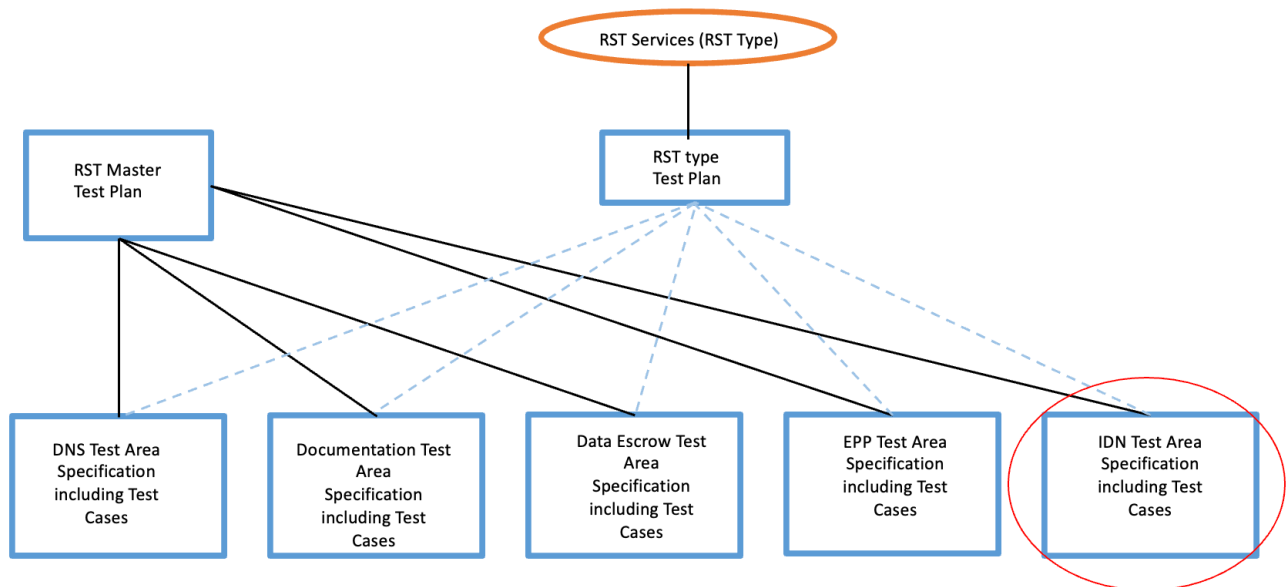 RST Services (RST Type)
RST Master
Test Plan
RST type
Test Plan
DNS Test Area
Specification
including Test
Cases
Documentation Test
Area
Specification
including Test
Cases
Data Escrow Test
Area
Specification
including Test
Cases
EPP Test Area
Specification
including Test
Cases
IDN Test Area
Specification
including Test
Cases